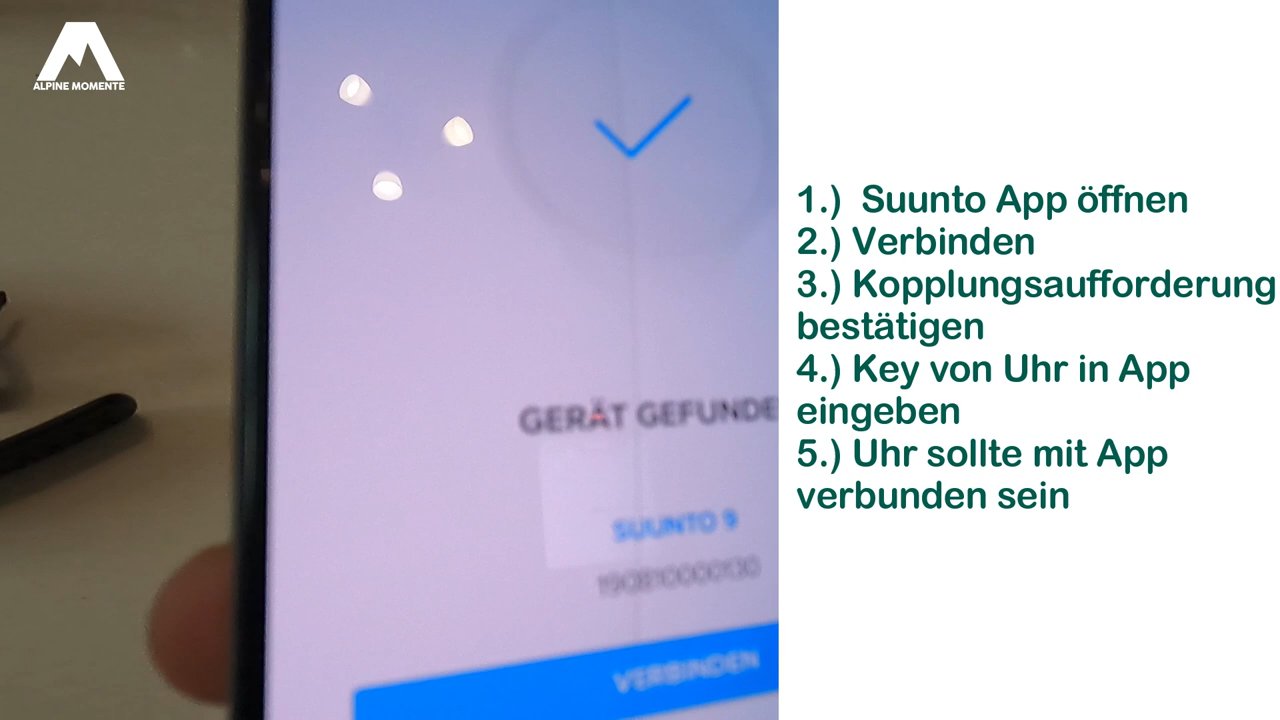 ALPINE MOMENTE
GERÄT GEFUNDE
SUUNTO 9
VERBINDEN
1.) Suunto App öffnen
2.) Verbinden
3.) Kopplungsaufforderung
bestätigen
4.) Key von Uhr in App
eingeben
5.) Uhr sollte mit App
verbunden sein